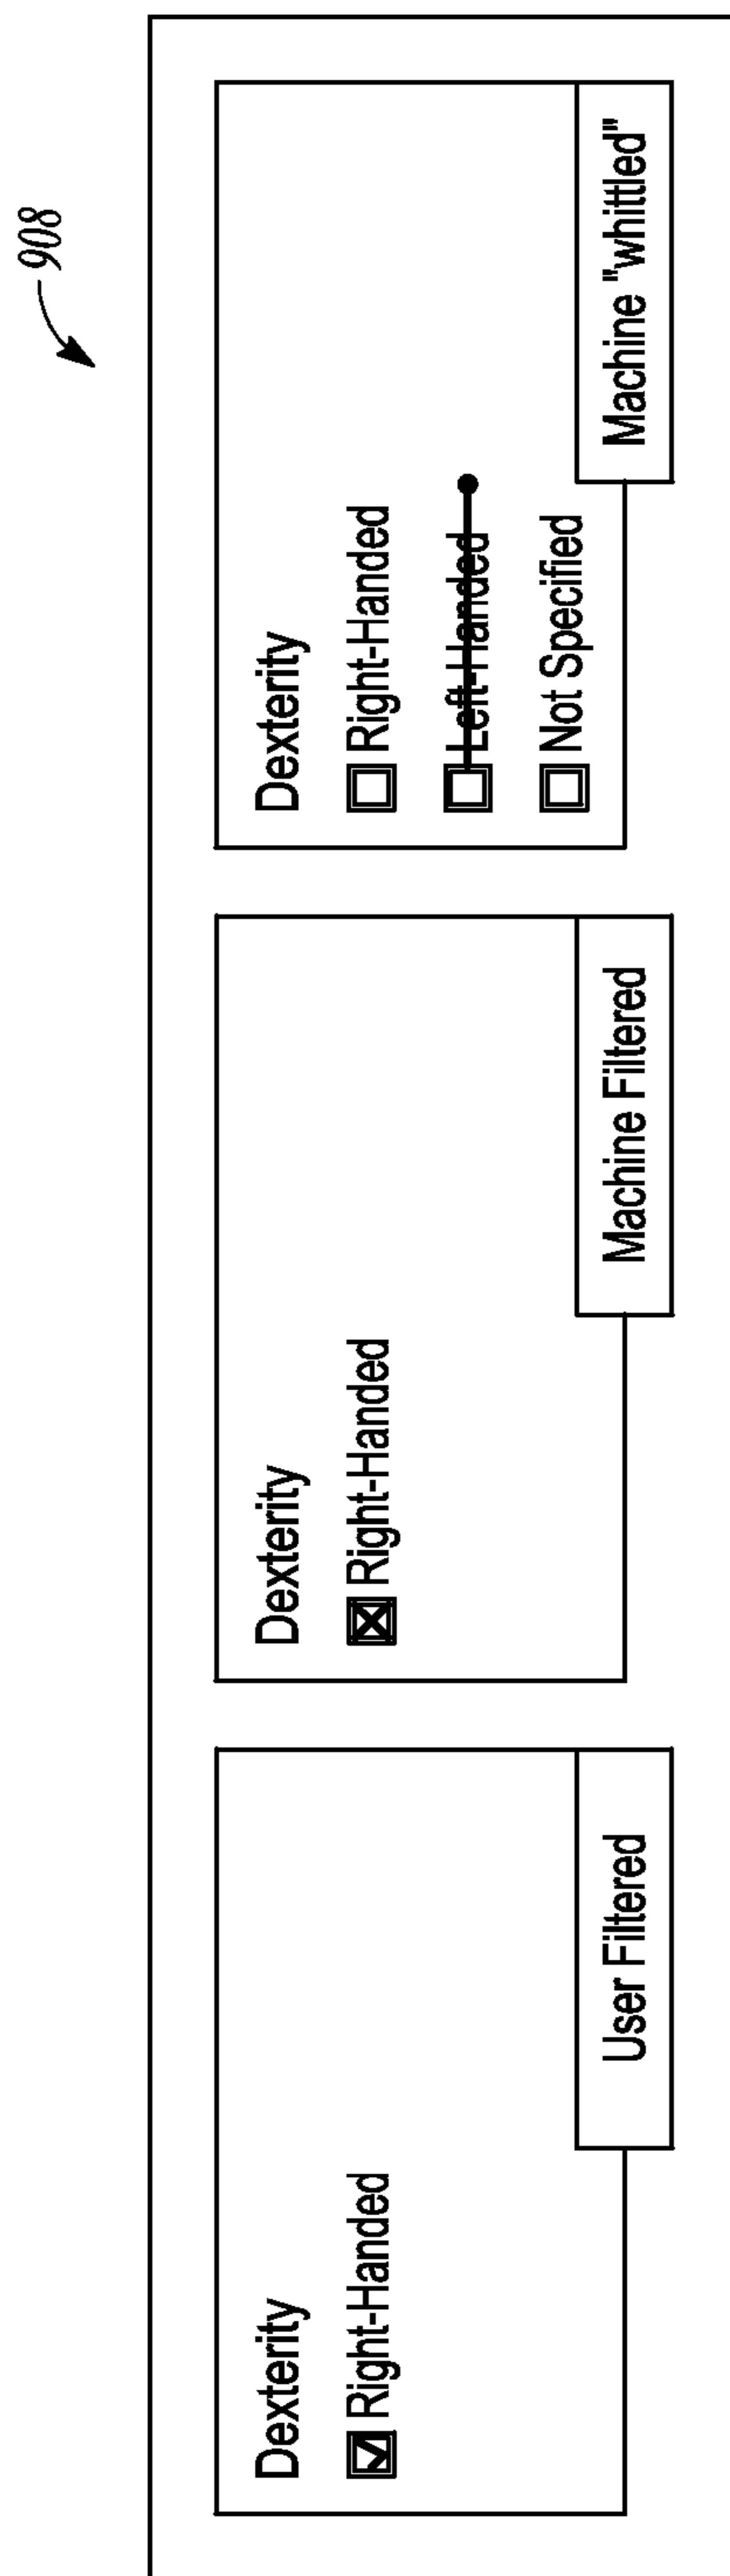 908
Dexterity
Right-Handed
User Filtered
Dexterity
Right-Handed
Machine Filtered
Dexterity
Right-Handed
Left-Handed
Not Specified
Machine "whittled"